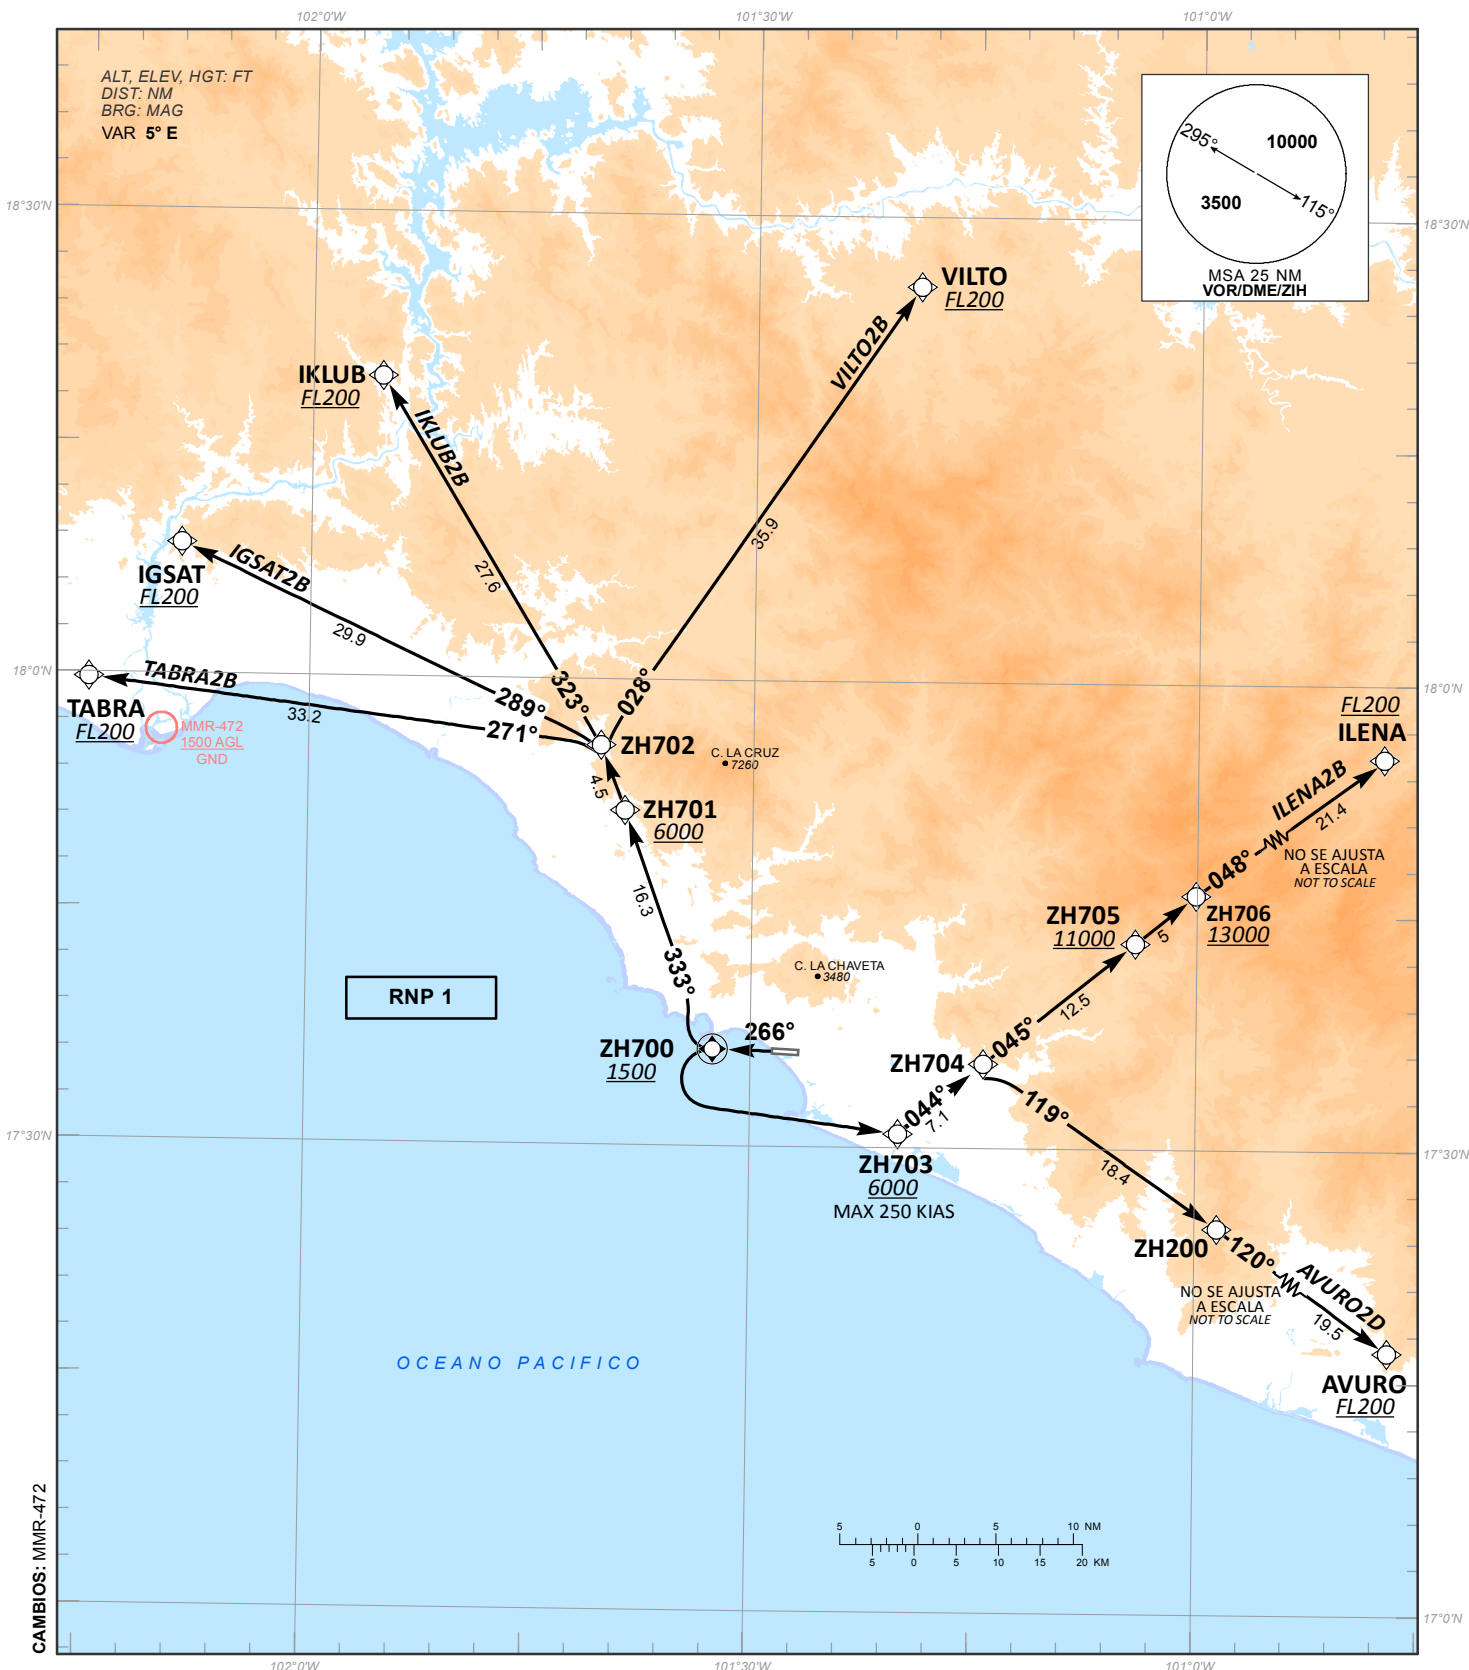 102°0'W
101°30'W
101°0'W
ALT, ELEV, HGT: FT
DIST: NM
BRG: MAG
VAR 5° E
295°
10000
3500
115°
MSA 25 NM
VOR/DME/ZIH
18°30'N
18°30'N
VILTO
FL200
VILTO2B
35.9
028°
IKLUB
FL200
IKLUB2B
27.6
323°
IGSAT
FL200
IGSAT2B
29.9
289°
18°0'N
18°0'N
TABRA
FL200
TABRA2B
33.2
271°
MMR-472
1500 AGL
GND
ZH702
C. LA CRUZ
7260
4.5
ZH701
6000
16.3
333°
FL200
ILENA
ILENA2B
21.4
048°
NO SE AJUSTA
A ESCALA
NOT TO SCALE
ZH705
11000
5
ZH706
13000
12.5
045°
C. LA CHAVETA
3480
RNP 1
266°
ZH700
1500
ZH704
044°
7.1
119°
18.4
17°30'N
17°30'N
ZH703
6000
MAX 250 KIAS
ZH200
120°
AVURO2D
19.5
NO SE AJUSTA
A ESCALA
NOT TO SCALE
AVURO
FL200
OCEANO PACIFICO
5 0 5 10 NM
5 0 5 10 15 20 KM
CAMBIOS: MMR-472
17°0'N
102°0'W
101°30'W
101°0'W